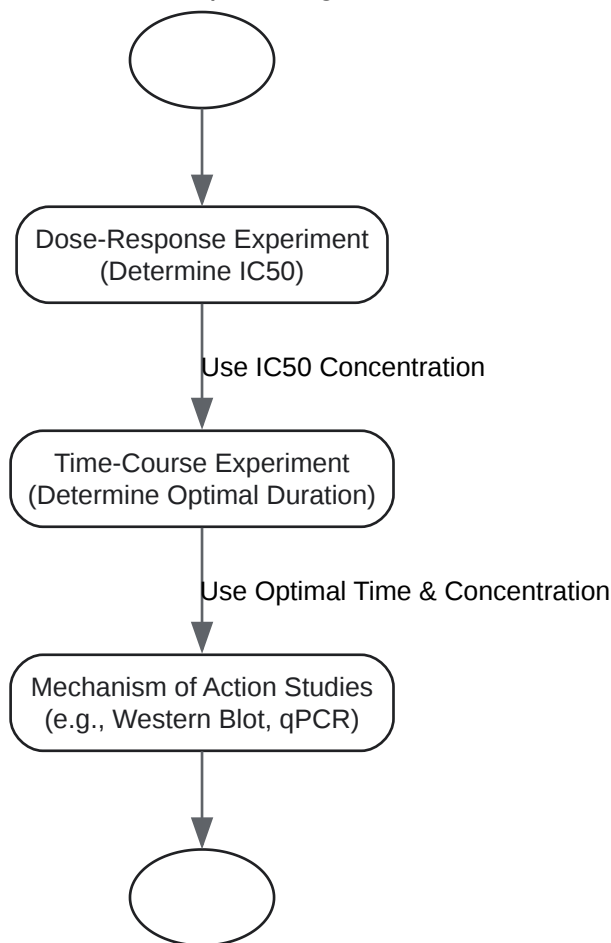 Dose-Response Experiment
(Determine IC50)
Use IC50 Concentration
Time-Course Experiment
(Determine Optimal Duration)
Use Optimal Time & Concentration
Mechanism of Action Studies
(e.g., Western Blot, qPCR)